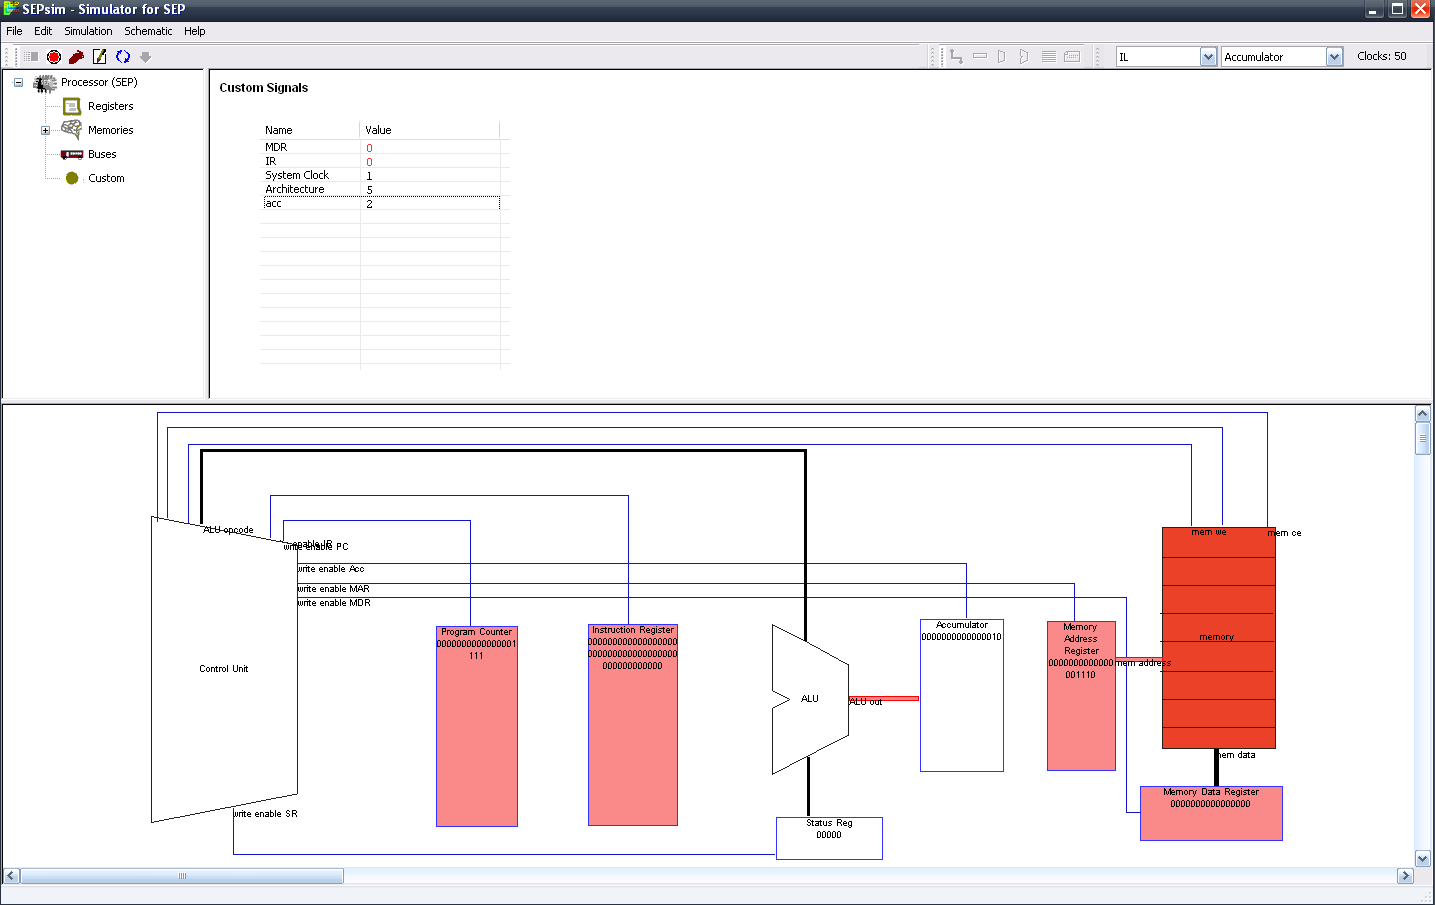 SEPsim - Simulator for SEP
File Edit Simulation Schematic Help
IL Accumulator Clocks: 50
Processor (SEP)
Registers
Memories
Buses
Custom
Custom Signals
Name Value
MDR 0
IR 0
System Clock 1
Architecture 5
acc 2
ALU opcode
enable IR
write enable PC
write enable Acc
write enable MAR
write enable MDR
Control Unit
write enable SR
Program Counter
0000000000000001
111
Instruction Register
000000000000000000
000000000000000000
000000000000
ALU
ALU out
Status Reg
00000
Accumulator
0000000000000010
Memory
Address
Register
0000000000000
001110
mem address
mem we
mem ce
memory
mem data
Memory Data Register
0000000000000000